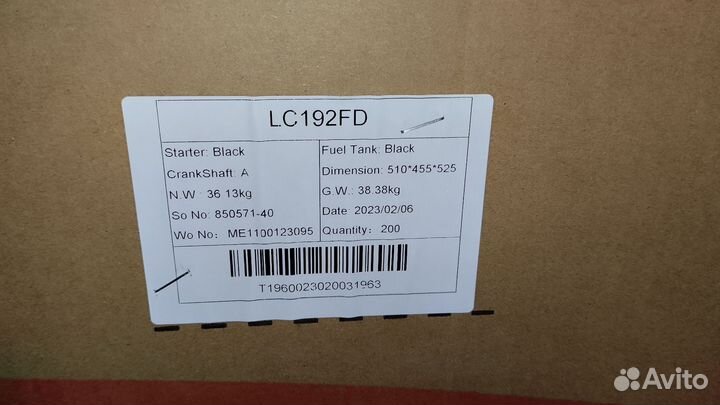 LC192FD
Starter: Black
Fuel Tank: Black
CrankShaft: A
Dimension: 510*455*525
N.W: 36.13kg
G.W.: 38.38kg
So No: 850571-40
Date: 2023/02/06
Wo No: ME1100123095
Quantity: 200
T1960023020031963
Avito